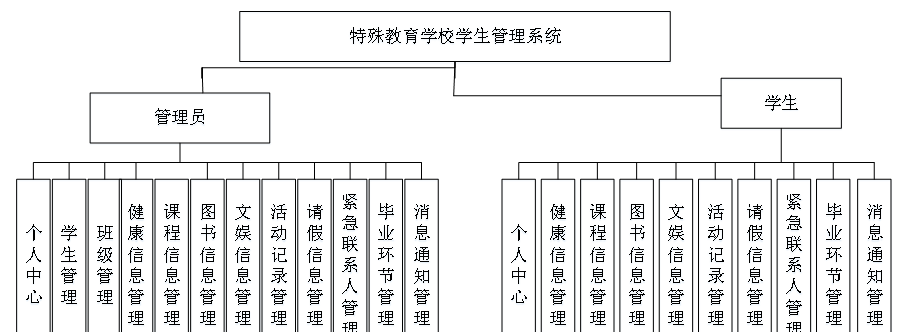 特殊教育学校学生管理系统
管理员
学生
个人中心
学生管理
班级管理
健康信息管理
课程信息管理
图书信息管理
文娱信息管理
活动记录管理
请假信息管理
紧急联系人管理
毕业环节管理
消息通知管理
个人中心
健康信息管理
课程信息管理
图书信息管理
文娱信息管理
活动记录管理
请假信息管理
紧急联系人管理
毕业环节管理
消息通知管理